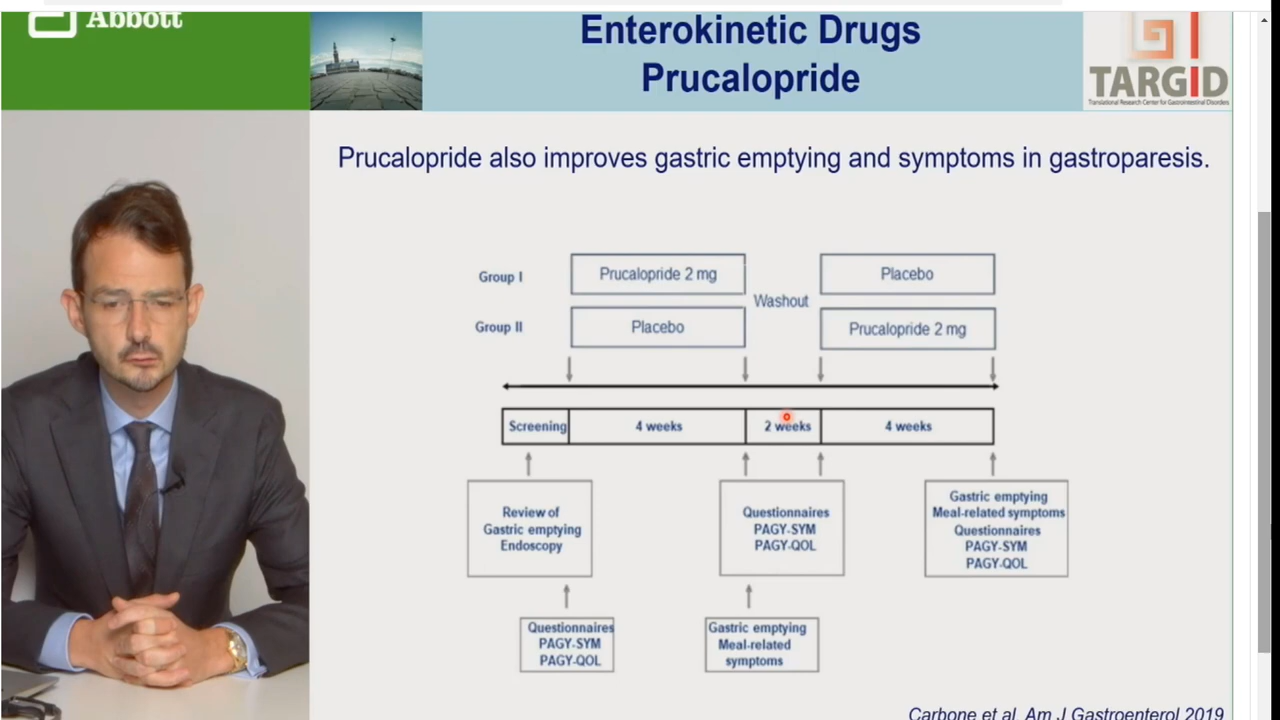 Abbott
Enterokinetic Drugs
Prucalopride
TARGID
Translational Research Center for Gastrointestinal Disorders
Prucalopride also improves gastric emptying and symptoms in gastroparesis.
Group I
Prucalopride 2 mg
Washout
Placebo
Group II
Placebo
Prucalopride 2 mg
Screening
4 weeks
2 weeks
4 weeks
Review of
Gastric emptying
Endoscopy
Questionnaires
PAGY-SYM
PAGY-QOL
Gastric emptying
Meal-related symptoms
Questionnaires
PAGY-SYM
PAGY-QOL
Questionnaires
PAGY-SYM
PAGY-QOL
Gastric emptying
Meal-related
symptoms
Carbone et al, Am J Gastroenterol 2019